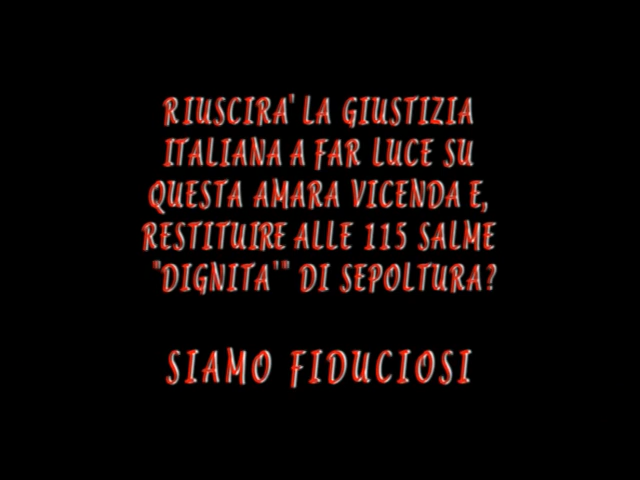 RIUSCIRA' LA GIUSTIZIA
ITALIANA A FAR LUCE SU
QUESTA AMARA VICENDA E,
RESTITUIRE ALLE 115 SALME
"DIGNITA'" DI SEPOLTURA?
SIAMO FIDUCIOSI